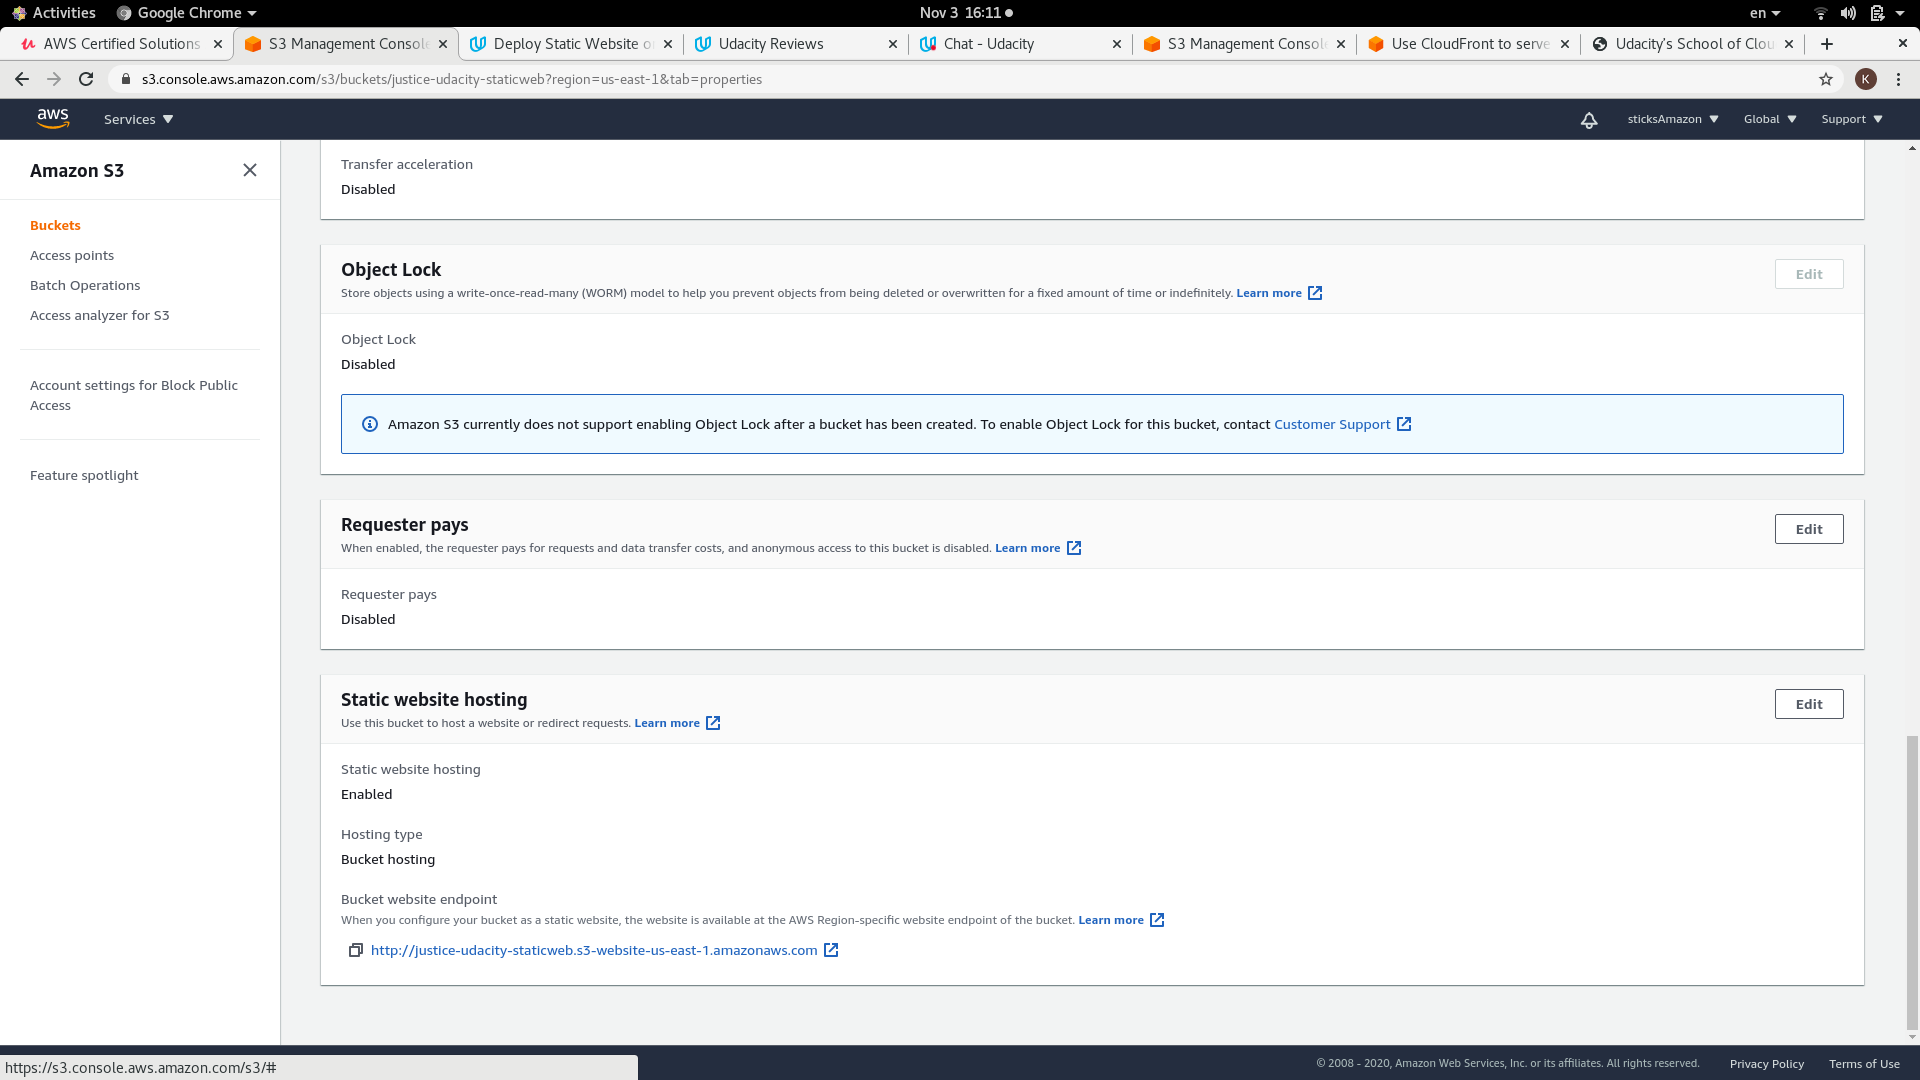 Activities
Google Chrome
Nov 3 16:11
en
AWS Certified Solutions
S3 Management Console
Deploy Static Website o
Udacity Reviews
Chat - Udacity
S3 Management Consol
Use CloudFront to serve
Udacity's School of Clou
s3.console.aws.amazon.com/s3/buckets/justice-udacity-staticweb?region=us-east-1&tab=properties
K
aws
Services
sticksAmazon
Global
Support
Amazon S3
Buckets
Access points
Batch Operations
Access analyzer for S3
Account settings for Block Public
Access
Feature spotlight
Transfer acceleration
Disabled
Object Lock
Edit
Store objects using a write-once-read-many (WORM) model to help you prevent objects from being deleted or overwritten for a fixed amount of time or indefinitely. Learn more
Object Lock
Disabled
Amazon S3 currently does not support enabling Object Lock after a bucket has been created. To enable Object Lock for this bucket, contact Customer Support
Requester pays
Edit
When enabled, the requester pays for requests and data transfer costs, and anonymous access to this bucket is disabled. Learn more
Requester pays
Disabled
Static website hosting
Edit
Use this bucket to host a website or redirect requests. Learn more
Static website hosting
Enabled
Hosting type
Bucket hosting
Bucket website endpoint
When you configure your bucket as a static website, the website is available at the AWS Region-specific website endpoint of the bucket. Learn more
http://justice-udacity-staticweb.s3-website-us-east-1.amazonaws.com
https://s3.console.aws.amazon.com/s3/#
© 2008 - 2020, Amazon Web Services, Inc. or its affiliates. All rights reserved.
Privacy Policy
Terms of Use